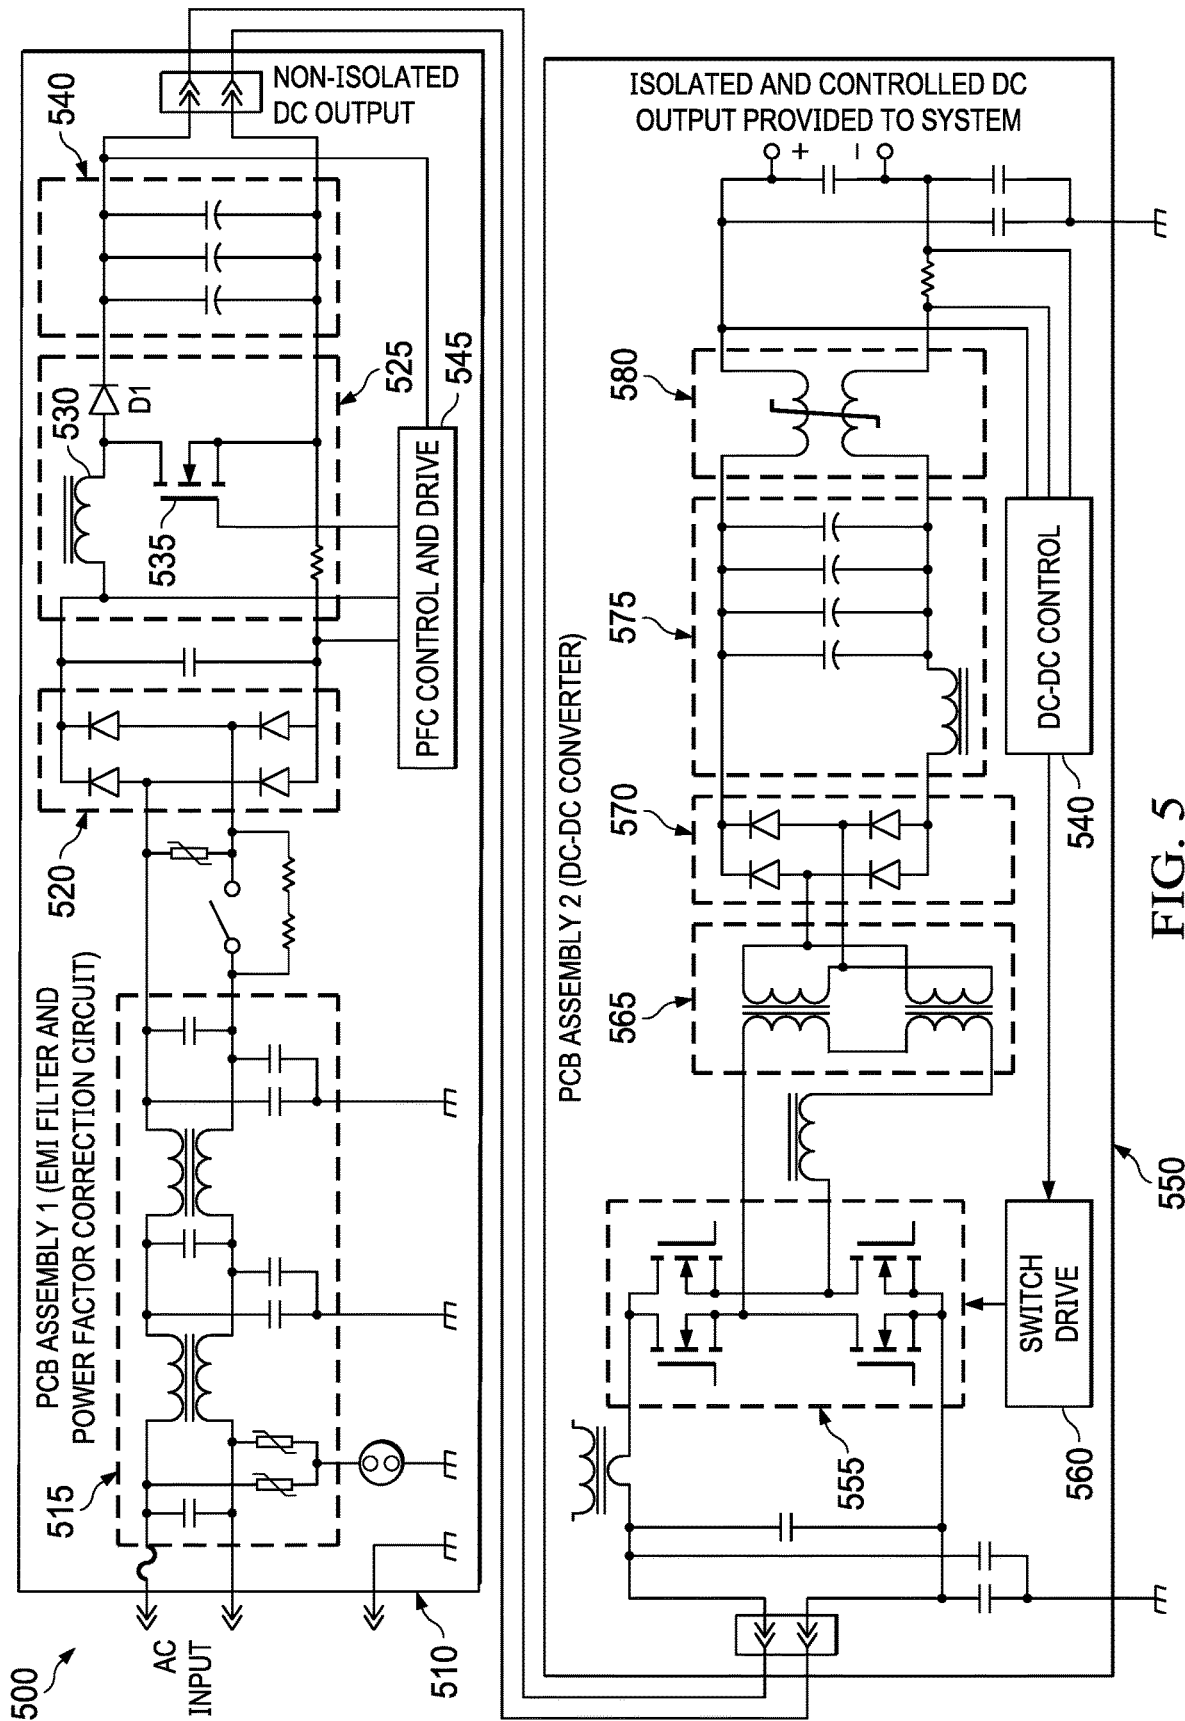 500
AC
INPUT
510
515
PCB ASSEMBLY 1 (EMI FILTER AND
POWER FACTOR CORRECTION CIRCUIT)
520
525
530
535
D1
540
545
PFC CONTROL AND DRIVE
NON-ISOLATED
DC OUTPUT
PCB ASSEMBLY 2 (DC-DC CONVERTER)
550
555
560
SWITCH
DRIVE
565
570
575
580
540
DC-DC CONTROL
ISOLATED AND CONTROLLED DC
OUTPUT PROVIDED TO SYSTEM
+ −
FIG. 5